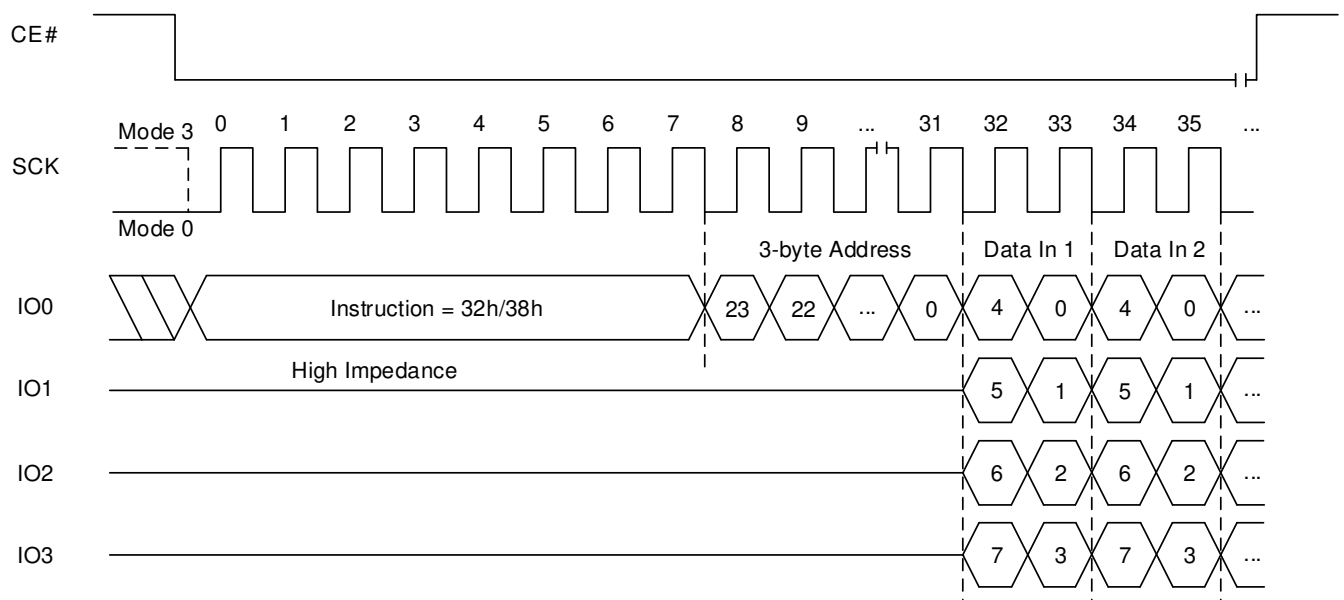 CE#
Mode 3 0 1 2 3 4 5 6 7 8 9 ... 31 32 33 34 35 ...
SCK
Mode 0
3-byte Address Data In 1 Data In 2
IO0 Instruction = 32h/38h 23 22 ... 0 4 0 4 0 ...
High Impedance
IO1 5 1 5 1 ...
IO2 6 2 6 2 ...
IO3 7 3 7 3 ...